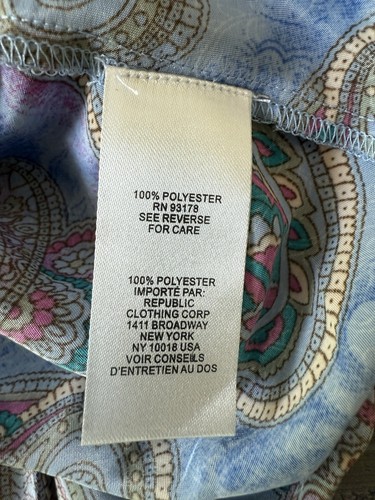 100% POLYESTER
RN 93178
SEE REVERSE
FOR CARE
100% POLYESTER
IMPORTÉ PAR:
REPUBLIC
CLOTHING CORP
1411 BROADWAY
NEW YORK
NY 10018 USA
VOIR CONSEILS
D'ENTRETIEN AU DOS